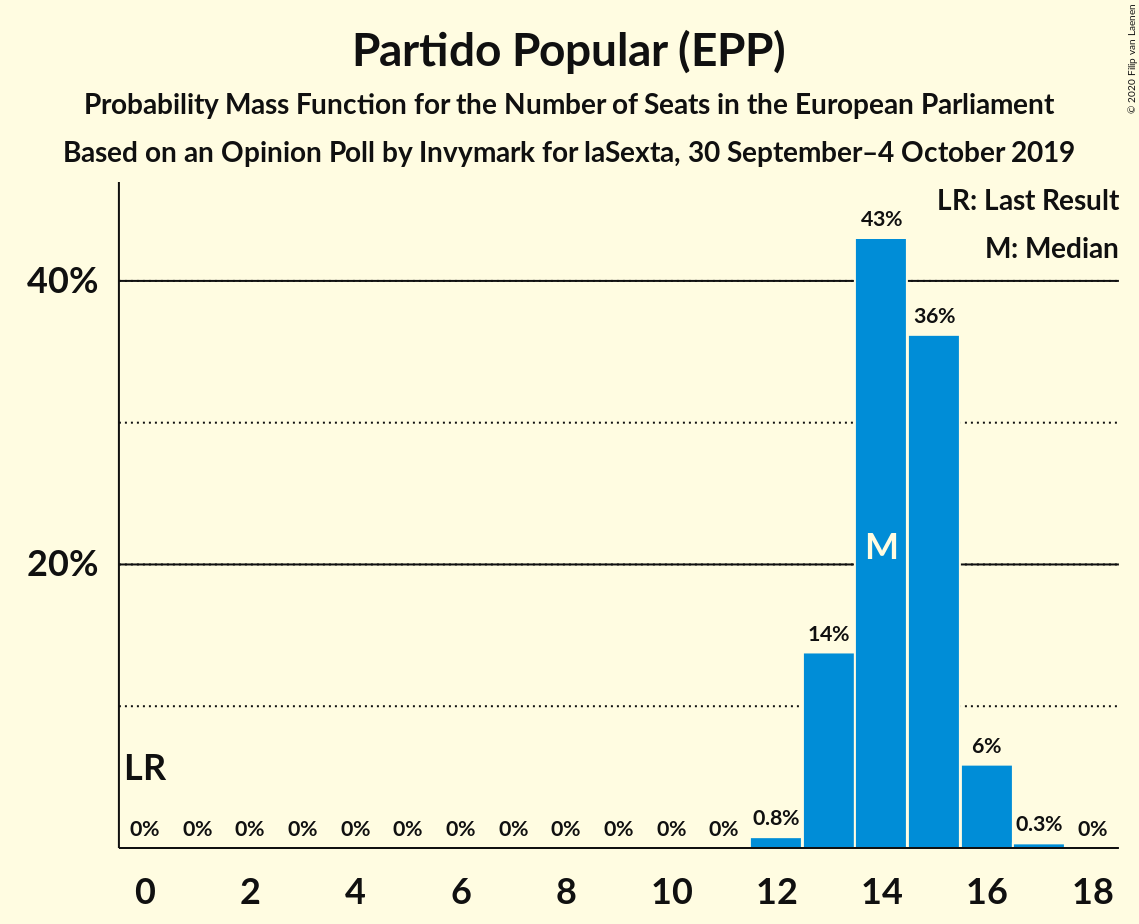 Partido Popular (EPP)
Probability Mass Function for the Number of Seats in the European Parliament
Based on an Opinion Poll by Invymark for laSexta, 30 September–4 October 2019
© 2020 Filip van Laenen
LR: Last Result
M: Median
43%
40%
36%
M
20%
14%
6%
LR
0% 0% 0% 0% 0% 0% 0% 0% 0% 0% 0% 0% 0.8% 0.3% 0%
0 2 4 6 8 10 12 14 16 18